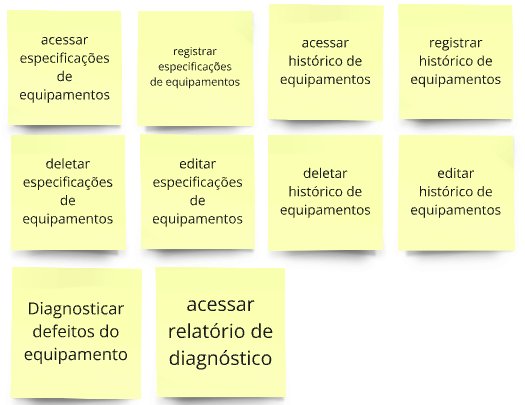 acessar
especificações
de
equipamentos
registrar
especificações
de equipamentos
acessar
histórico de
equipamentos
registrar
histórico de
equipamentos
deletar
especificações
de
equipamentos
editar
especificações
de
equipamentos
deletar
histórico de
equipamentos
editar
histórico de
equipamentos
Diagnosticar
defeitos do
equipamento
acessar
relatório de
diagnóstico